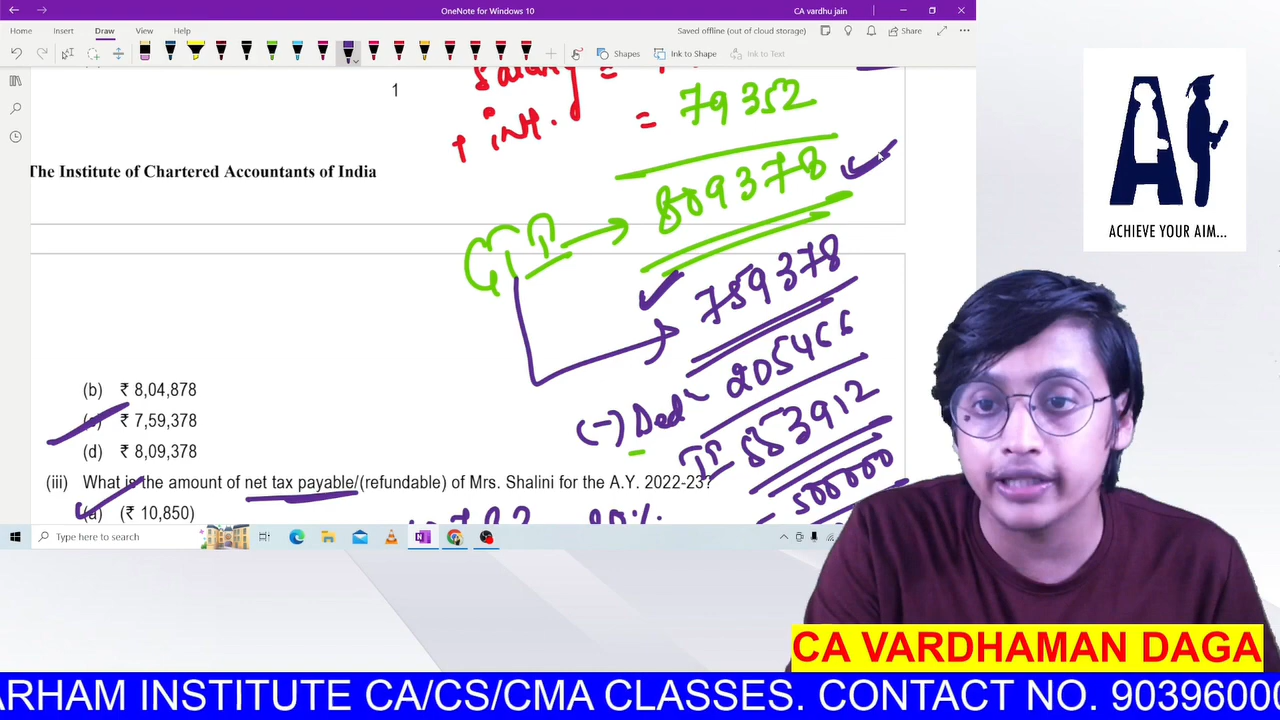 OneNote for Windows 10
CA vardhu jain
Home Insert Draw View Help
Saved offline (out of cloud storage)
Share
Shapes
Ink to Shape
Ink to Text
1
The Institute of Chartered Accountants of India
+ int. = 79352
809378
GTI
759378
(-) Ded 205466
TI 553912
500000
(b) ₹ 8,04,878
(c) ₹ 7,59,378
(d) ₹ 8,09,378
(iii) What is the amount of net tax payable/(refundable) of Mrs. Shalini for the A.Y. 2022-23?
(a) (₹ 10,850)
Type here to search
ACHIEVE YOUR AIM...
CA VARDHAMAN DAGA
ARHAM INSTITUTE CA/CS/CMA CLASSES. CONTACT NO. 90396000